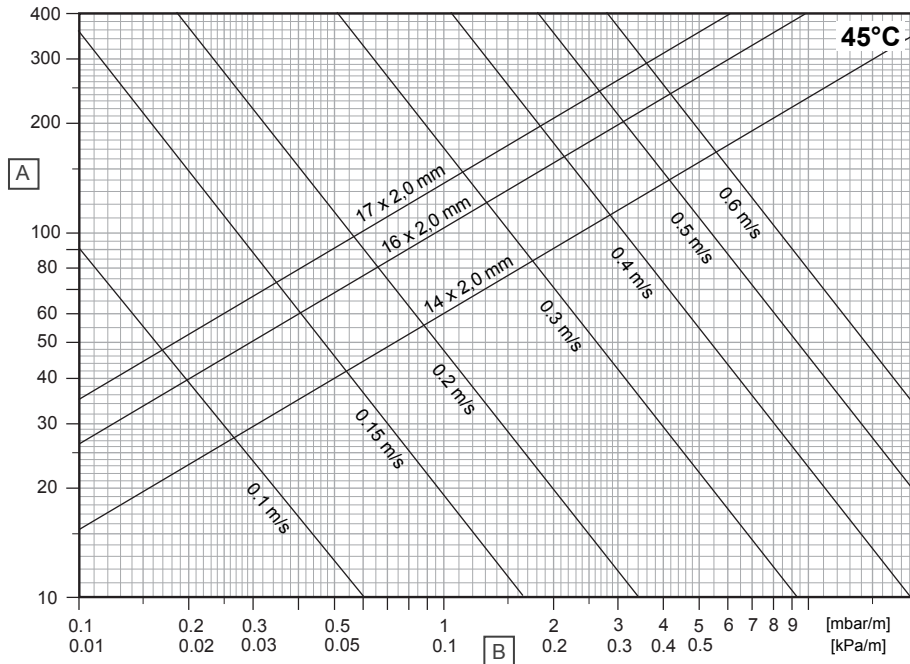 400
45°C
300
200
A
17 x 2,0 mm
16 x 2,0 mm
100
80
14 x 2,0 mm
0.6 m/s
0.5 m/s
0.4 m/s
60
0.3 m/s
50
40
0.2 m/s
30
0.15 m/s
20
0.1 m/s
10
0.1 0.2 0.3 0.5 1 2 3 4 5 6 7 8 9 [mbar/m]
0.01 0.02 0.03 0.05 0.1 0.2 0.3 0.4 0.5 [kPa/m]
B